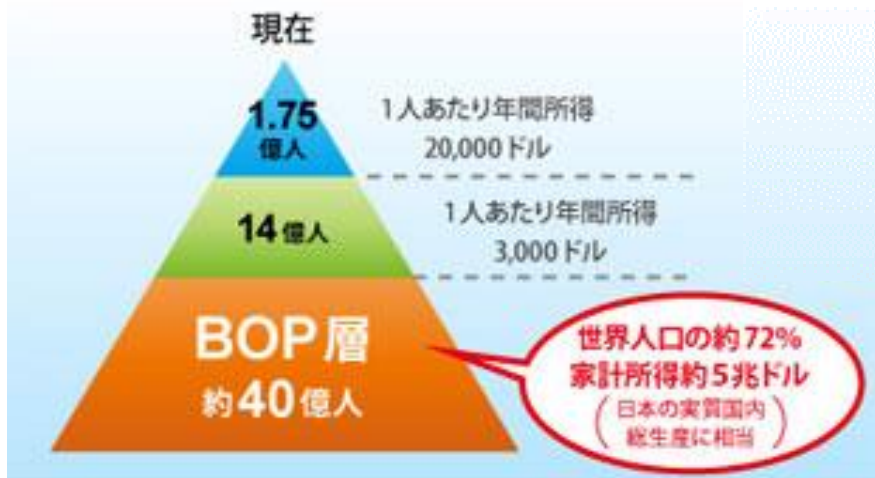 現在
1.75
億人
1人あたり年間所得
20,000ドル
14億人
1人あたり年間所得
3,000ドル
BOP層
約40億人
世界人口の約72%
家計所得約5兆ドル
(日本の実質国内
総生産に相当)